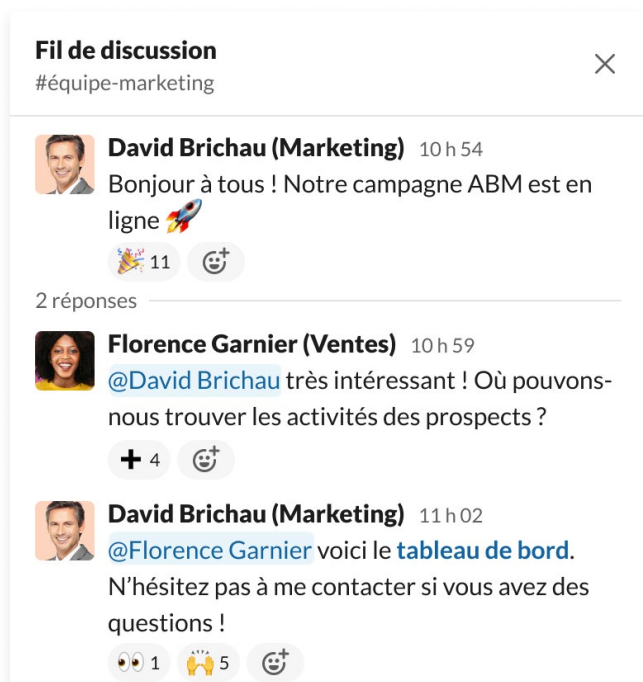 Fil de discussion
#équipe-marketing
David Brichau (Marketing) 10 h 54
Bonjour à tous ! Notre campagne ABM est en
ligne 🚀
🎉 11
2 réponses
Florence Garnier (Ventes) 10 h 59
@David Brichau très intéressant ! Où pouvons-
nous trouver les activités des prospects ?
➕ 4
David Brichau (Marketing) 11 h 02
@Florence Garnier voici le tableau de bord.
N’hésitez pas à me contacter si vous avez des
questions !
👀 1 🙌 5